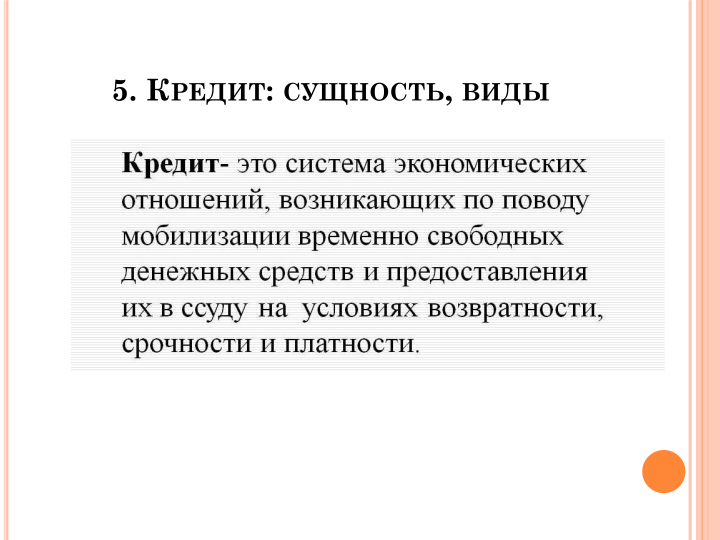 5. Кредит: сущность, виды
Кредит- это система экономических
отношений, возникающих по поводу
мобилизации временно свободных
денежных средств и предоставления
их в ссуду на условиях возвратности,
срочности и платности.